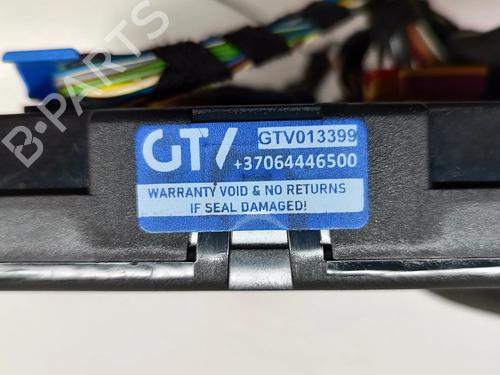 B-PARTS
GTV GTV013399
+37064446500
WARRANTY VOID & NO RETURNS
IF SEAL DAMAGED!